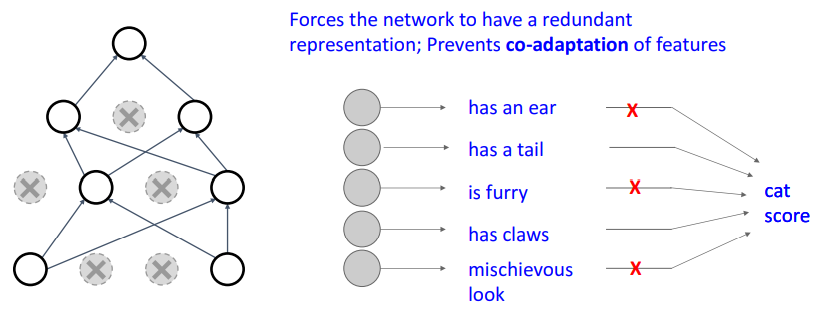 Forces the network to have a redundant
representation; Prevents co-adaptation of features
has an ear
X
has a tail
is furry
X
cat
score
has claws
mischievous
look
X